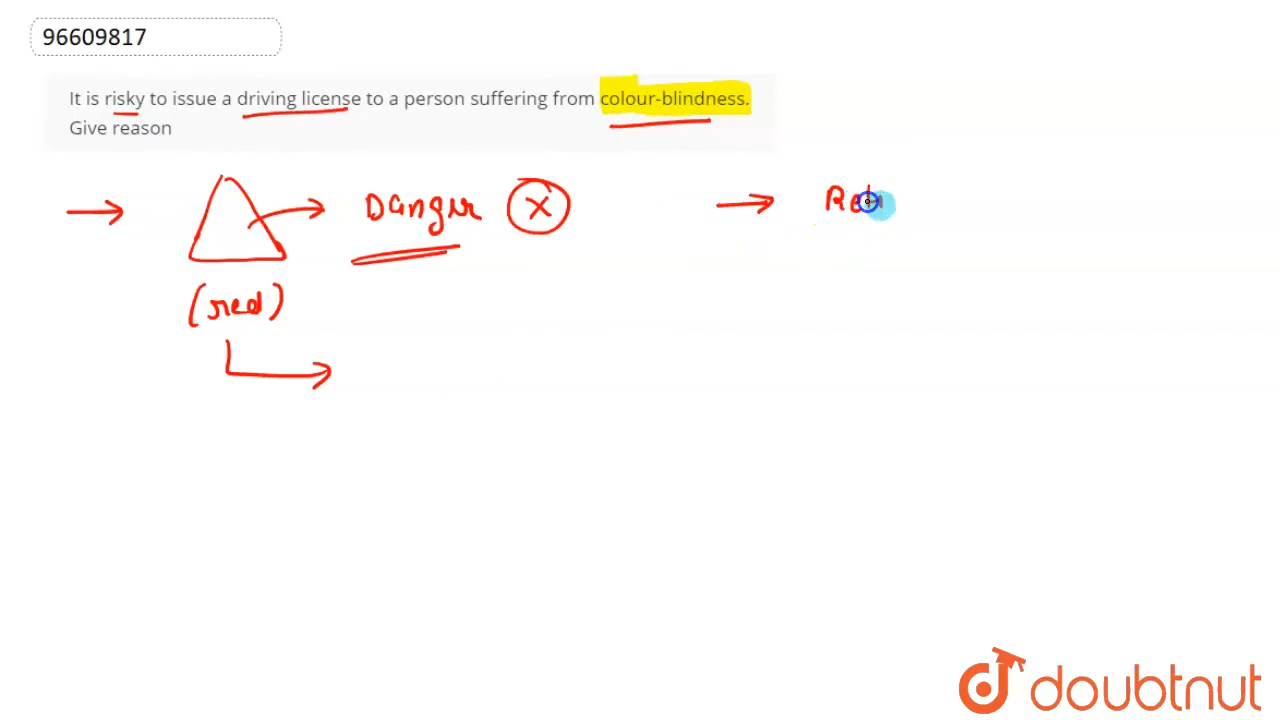 96609817
It is risky to issue a driving license to a person suffering from colour-blindness.
Give reason
Danger X
(red)
doubtnut